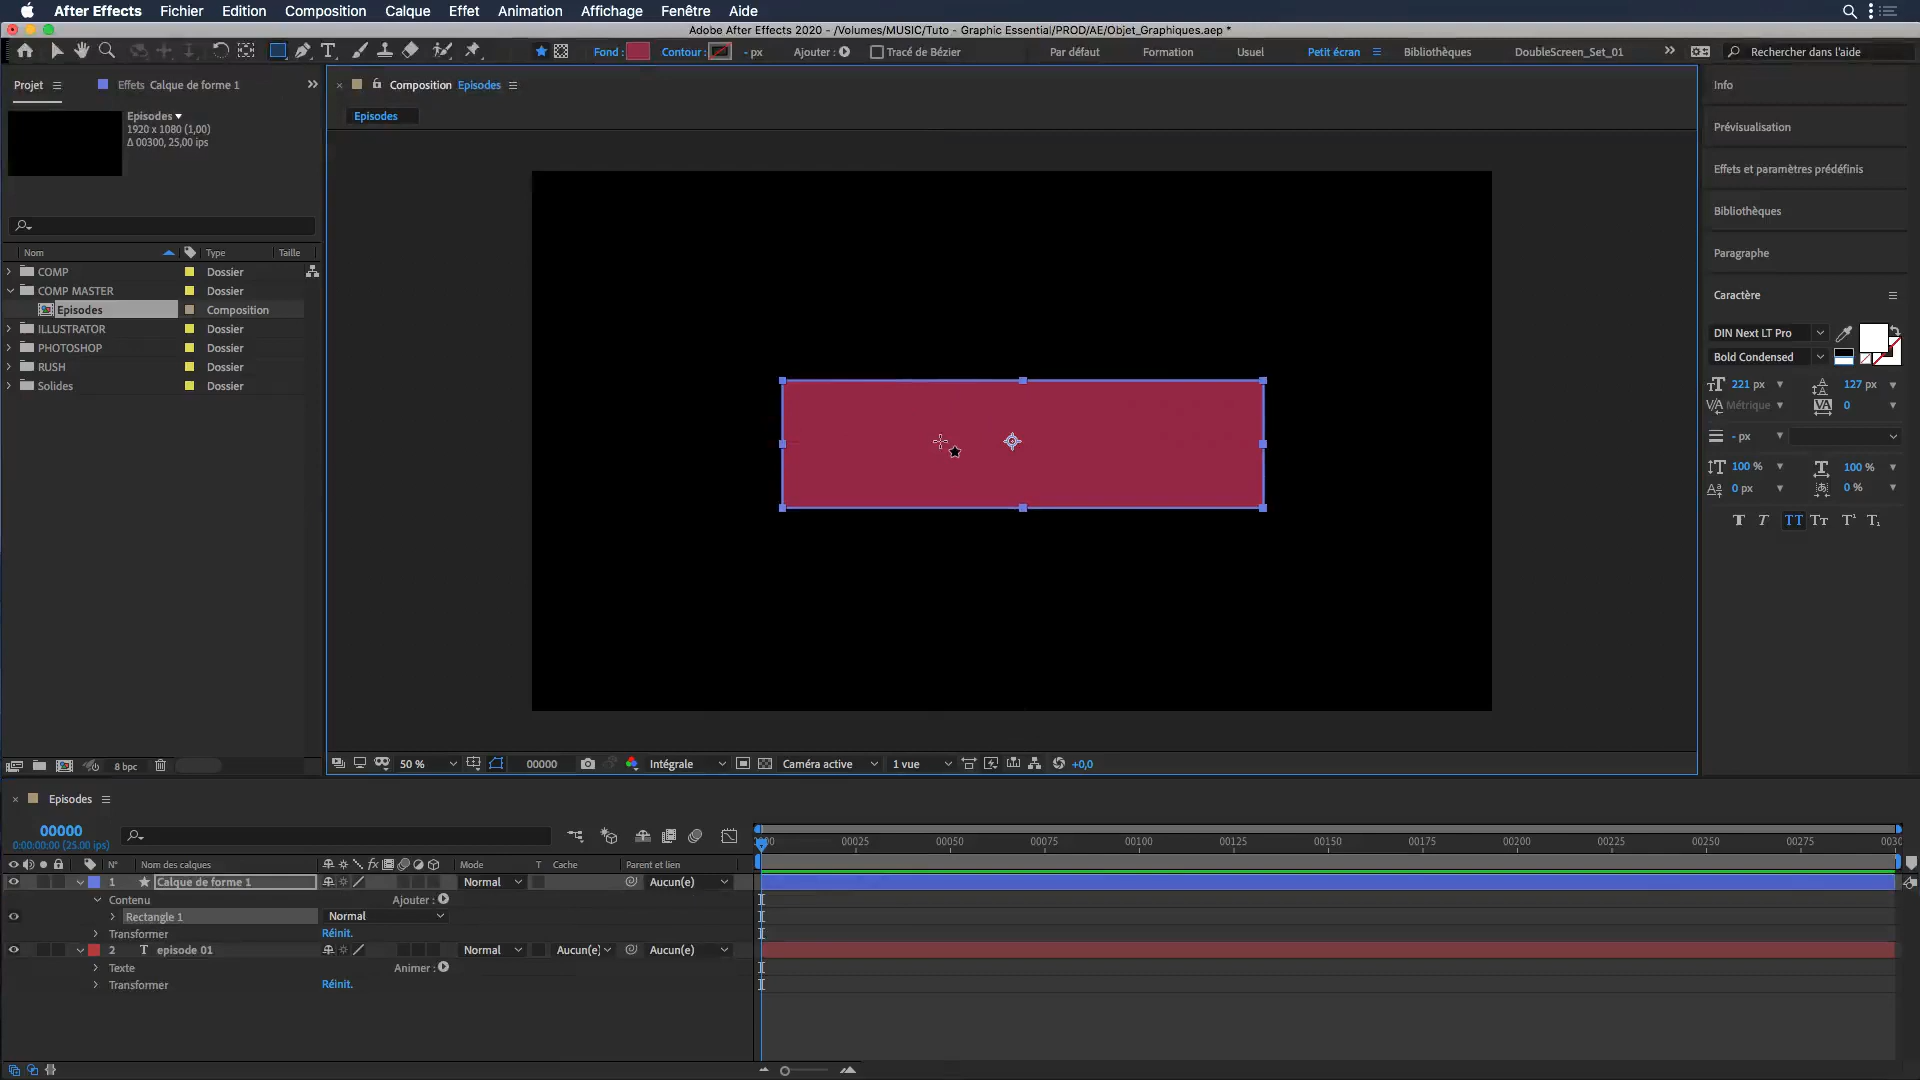 After Effects Fichier Edition Composition Calque Effet Animation Affichage Fenêtre Aide
Adobe After Effects 2020 - /Volumes/MUSIC/Tuto - Graphic Essential/PROD/AE/Objet_Graphiques.aep *
Fond : Contour : - px Ajouter : Tracé de Bézier Par défaut Formation Usuel Petit écran Bibliothèques DoubleScreen_Set_01 Rechercher dans l'aide
Projet Effets Calque de forme 1
Composition Episodes
Episodes
Episodes
1920 x 1080 (1,00)
Δ 00300, 25,00 ips
Nom Type Taille
COMP Dossier
COMP MASTER Dossier
Episodes Composition
ILLUSTRATOR Dossier
PHOTOSHOP Dossier
RUSH Dossier
Solides Dossier
8 bpc
50 % 00000 Intégrale Caméra active 1 vue +0,0
Info
Prévisualisation
Effets et paramètres prédéfinis
Bibliothèques
Paragraphe
Caractère
DIN Next LT Pro
Bold Condensed
221 px 127 px
Métrique 0
- px
100 % 100 %
0 px 0 %
Episodes
00000
0:00:00:00 (25.00 ips)
00025 00050 00075 00100 00125 00150 00175 00200 00225 00250 00275
N° Nom des calques Mode T Cache Parent et lien
1 Calque de forme 1 Normal Aucun(e)
Contenu Ajouter :
Rectangle 1 Normal
Transformer Réinit.
2 T episode 01 Normal Aucun(e) Aucun(e)
Texte Animer :
Transformer Réinit.